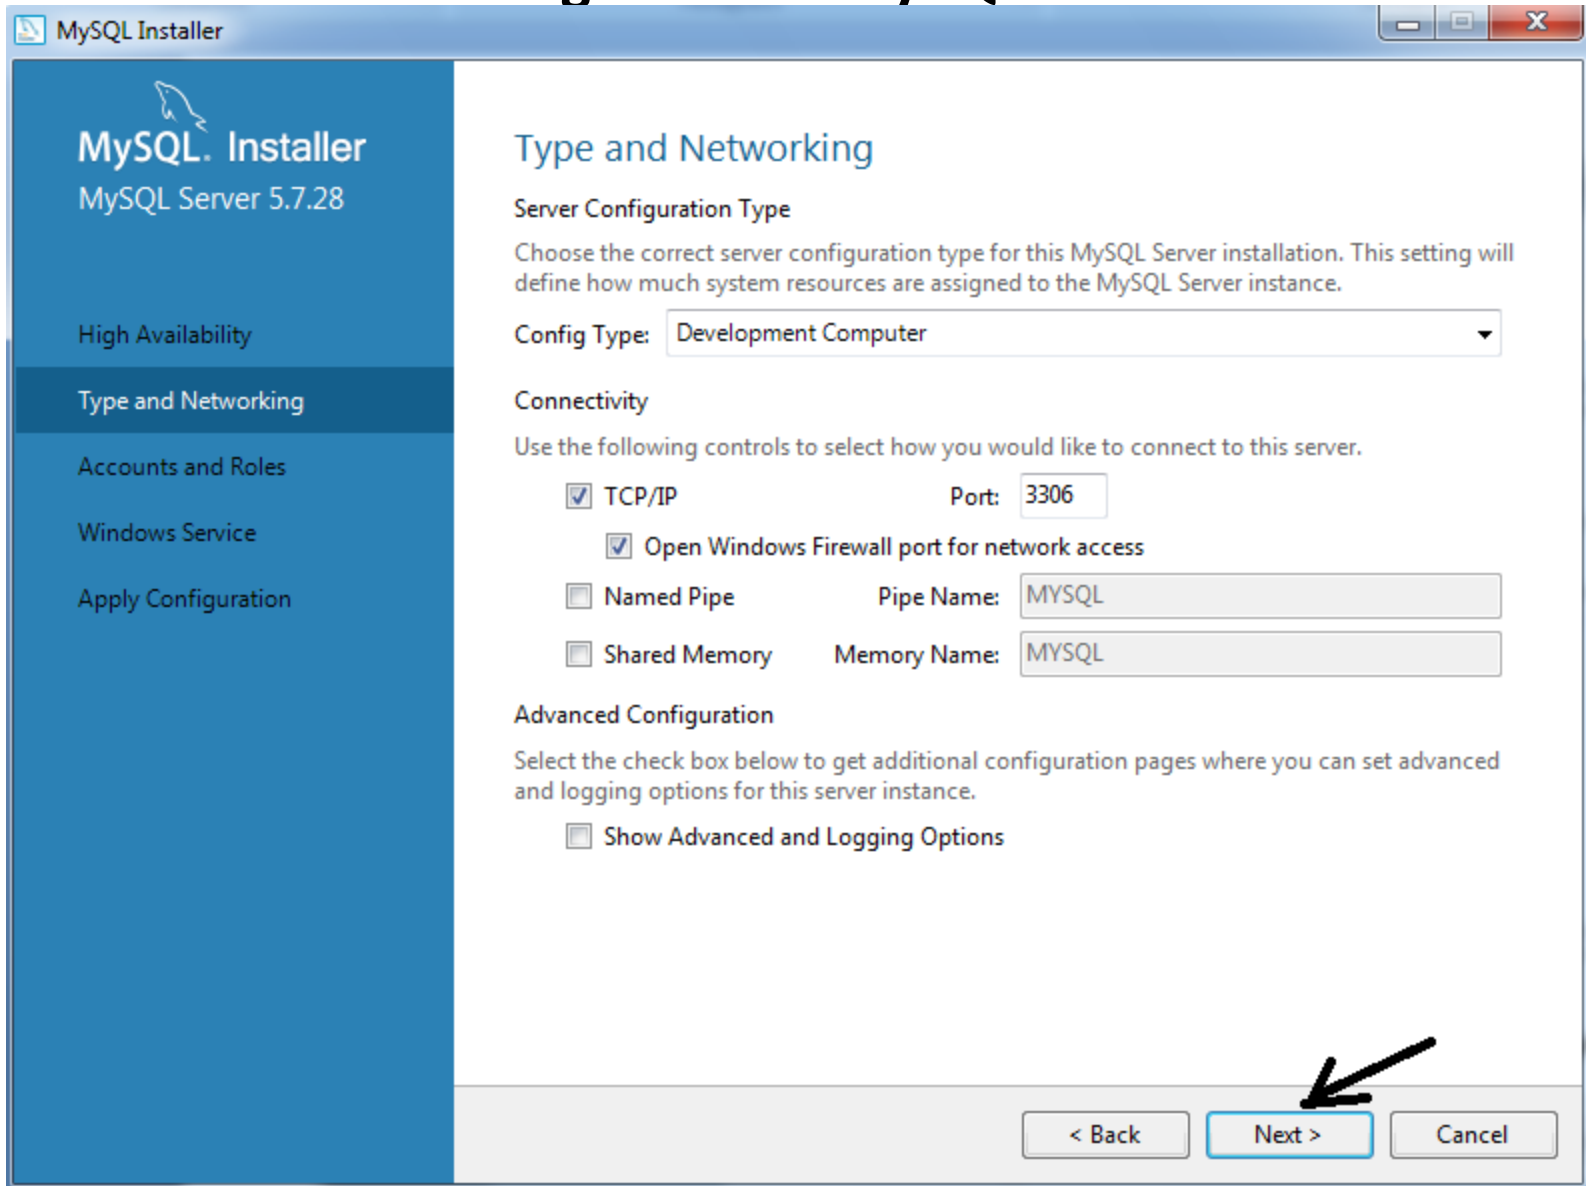 MySQL Installer
MySQL. Installer
MySQL Server 5.7.28
High Availability
Type and Networking
Accounts and Roles
Windows Service
Apply Configuration
Type and Networking
Server Configuration Type
Choose the correct server configuration type for this MySQL Server installation. This setting will
define how much system resources are assigned to the MySQL Server instance.
Config Type: Development Computer
Connectivity
Use the following controls to select how you would like to connect to this server.
TCP/IP Port: 3306
Open Windows Firewall port for network access
Named Pipe Pipe Name: MYSQL
Shared Memory Memory Name: MYSQL
Advanced Configuration
Select the check box below to get additional configuration pages where you can set advanced
and logging options for this server instance.
Show Advanced and Logging Options
< Back Next > Cancel